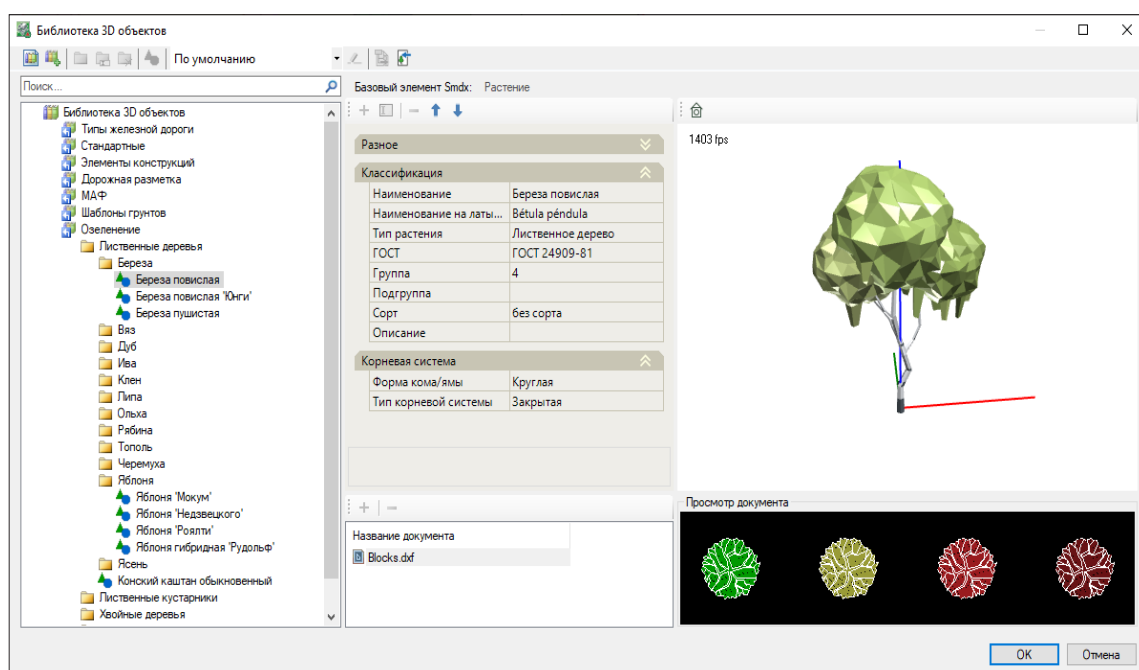 Библиотека 3D объектов
По умолчанию
Поиск...
Библиотека 3D объектов
Типы железной дороги
Стандартные
Элементы конструкций
Дорожная разметка
МАФ
Шаблоны грунтов
Озеленение
Лиственные деревья
Береза
Береза повислая
Береза повислая 'Юнги'
Береза пушистая
Вяз
Дуб
Ива
Клен
Липа
Ольха
Рябина
Тополь
Черемуха
Яблоня
Яблоня 'Мокум'
Яблоня 'Недзвецкого'
Яблоня 'Роялти'
Яблоня гибридная 'Рудольф'
Ясень
Конский каштан обыкновенный
Лиственные кустарники
Хвойные деревья
Базовый элемент Smdx: Растение
Разное
Классификация
Наименование Береза повислая
Наименование на латы... Bétula péndula
Тип растения Лиственное дерево
ГОСТ ГОСТ 24909-81
Группа 4
Подгруппа
Сорт без сорта
Описание
Корневая система
Форма кома/ямы Круглая
Тип корневой системы Закрытая
Название документа
Blocks.dxf
1403 fps
Просмотр документа
OK Отмена